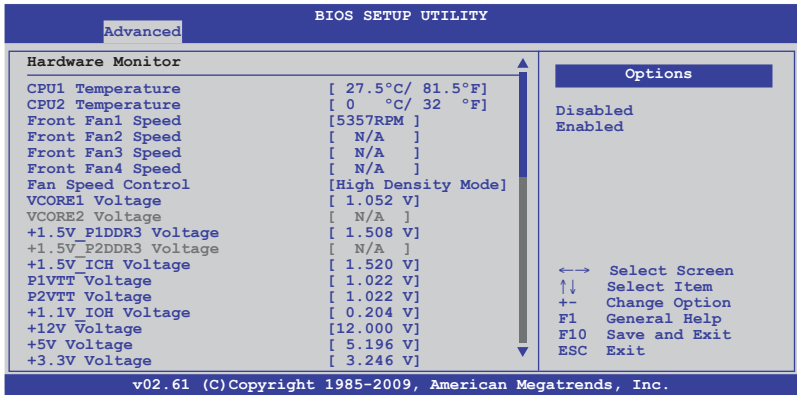 BIOS SETUP UTILITY
Advanced
Hardware Monitor
CPU1 Temperature [ 27.5°C/ 81.5°F]
CPU2 Temperature [ 0 °C/ 32 °F]
Front Fan1 Speed [5357RPM ]
Front Fan2 Speed [ N/A ]
Front Fan3 Speed [ N/A ]
Front Fan4 Speed [ N/A ]
Fan Speed Control [High Density Mode]
VCORE1 Voltage [ 1.052 V]
VCORE2 Voltage [ N/A ]
+1.5V_P1DDR3 Voltage [ 1.508 V]
+1.5V_P2DDR3 Voltage [ N/A ]
+1.5V_ICH Voltage [ 1.520 V]
P1VTT Voltage [ 1.022 V]
P2VTT Voltage [ 1.022 V]
+1.1V_IOH Voltage [ 0.204 V]
+12V Voltage [12.000 V]
+5V Voltage [ 5.196 V]
+3.3V Voltage [ 3.246 V]
Options
Disabled
Enabled
←→ Select Screen
↑↓ Select Item
+- Change Option
F1 General Help
F10 Save and Exit
ESC Exit
v02.61 (C)Copyright 1985-2009, American Megatrends, Inc.